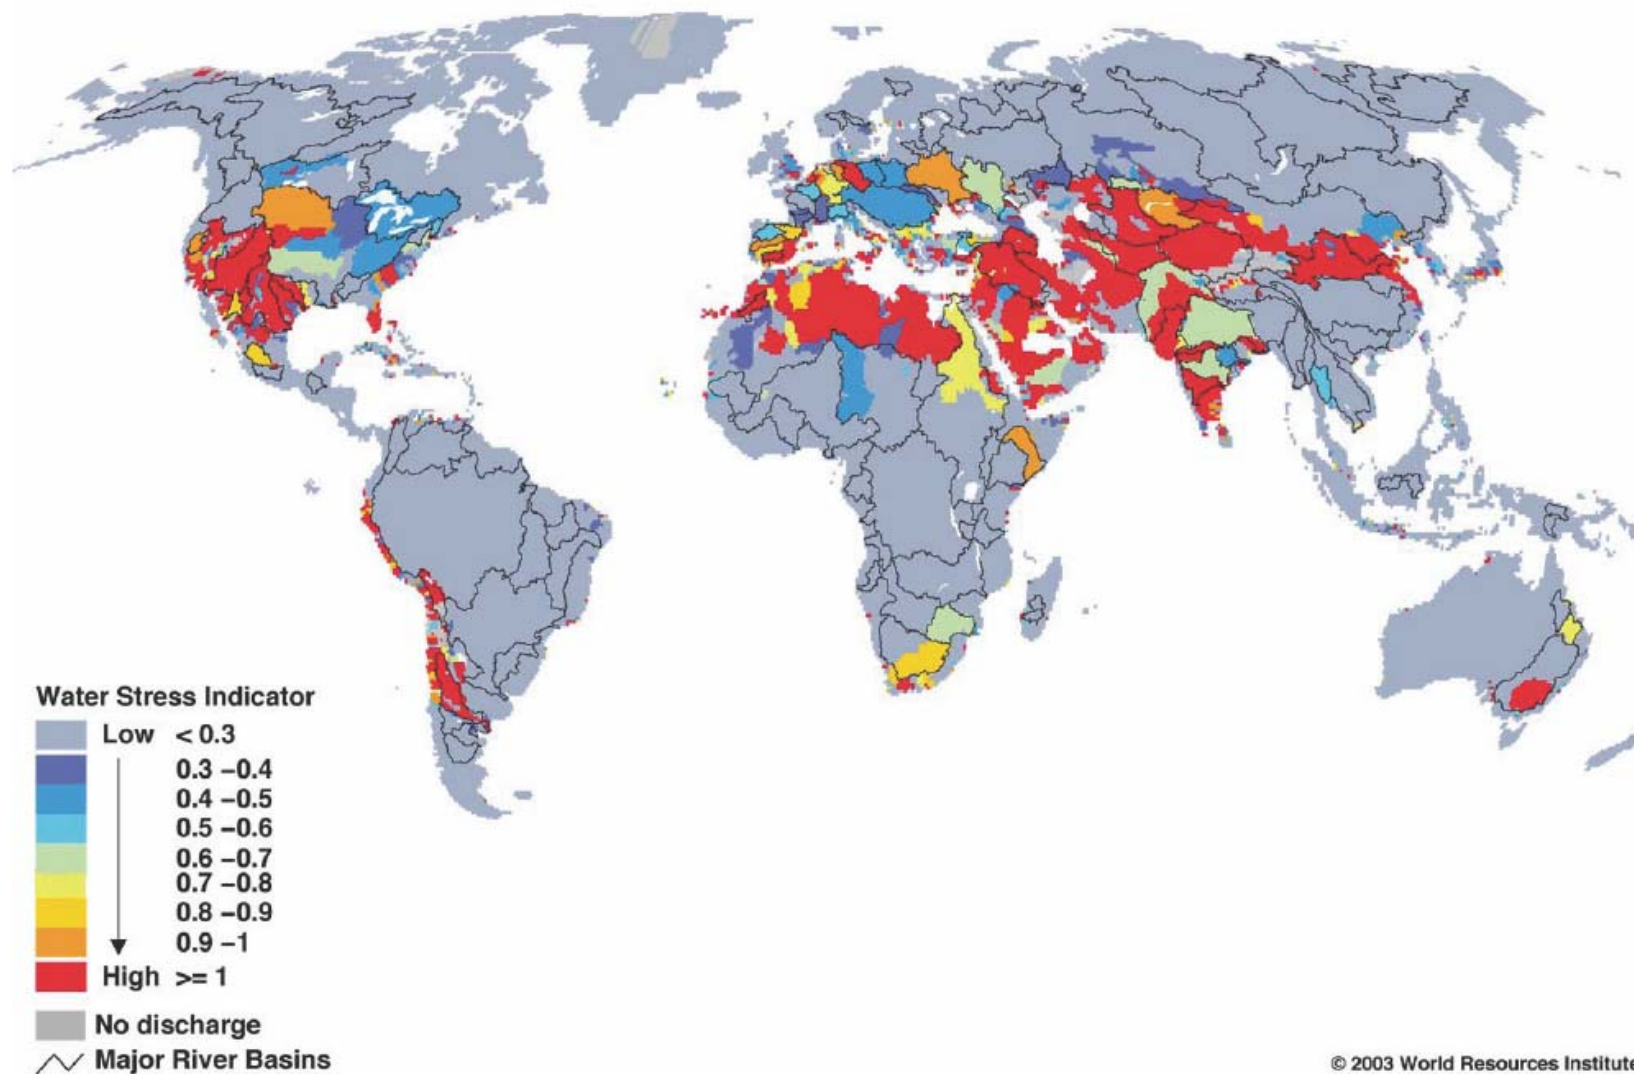 Water Stress Indicator
Low < 0.3
0.3 –0.4
0.4 –0.5
0.5 –0.6
0.6 –0.7
0.7 –0.8
0.8 –0.9
0.9 –1
High >= 1
No discharge
Major River Basins
© 2003 World Resources Institute